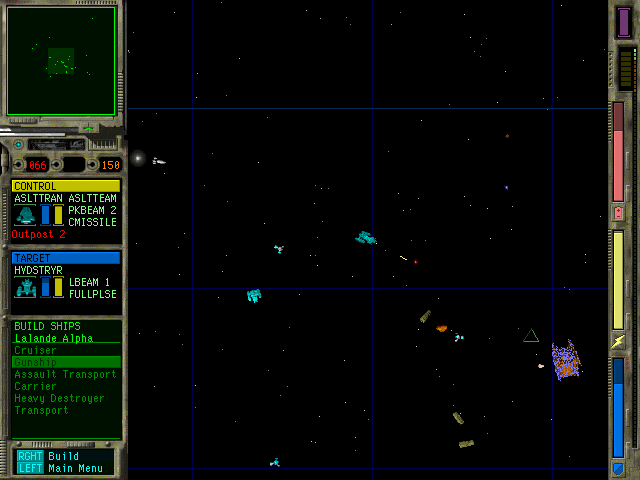 066 150
CONTROL
ASLTTRAN ASLTTEAM
PKBEAM 2
CMISSILE
Outpost 2
TARGET
HVDSTRYR
LBEAM 1
FULLPLSE
BUILD SHIPS
Lalande Alpha
Cruiser
Gunship
Assault Transport
Carrier
Heavy Destroyer
Transport
RGHT Build
LEFT Main Menu